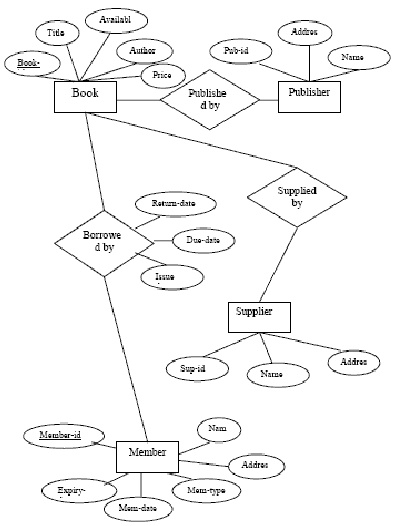 Availabl
Title
Addres
Author
Pub-id
Name
Book-
Price
Book
Publishe
d by
Publisher
Return-date
Supplied
by
Borrowe
d by
Due-date
Issue
Supplier
Sup-id
Name
Addres
Nam
Member-id
Member
Addres
Expiry-
Mem-type
Mem-date